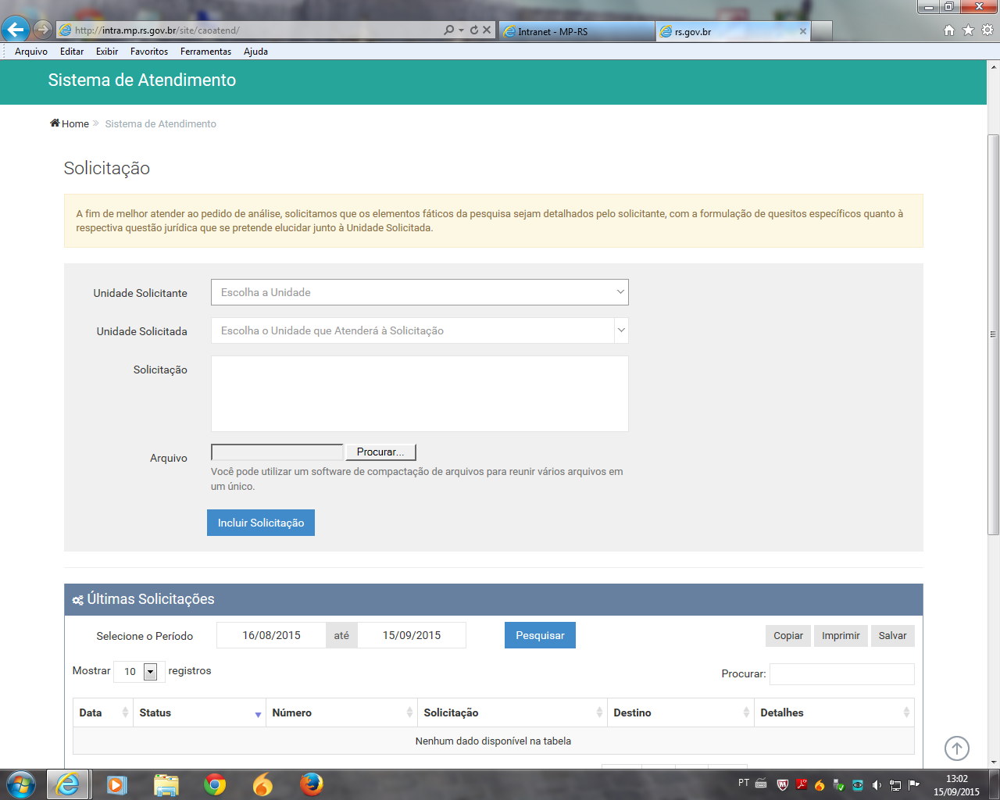 http://intra.mp.rs.gov.br/site/caoatend/
Intranet - MP-RS
rs.gov.br
Arquivo Editar Exibir Favoritos Ferramentas Ajuda
Sistema de Atendimento
Home » Sistema de Atendimento
Solicitação
A fim de melhor atender ao pedido de análise, solicitamos que os elementos fáticos da pesquisa sejam detalhados pelo solicitante, com a formulação de quesitos específicos quanto à
respectiva questão jurídica que se pretende elucidar junto à Unidade Solicitada.
Unidade Solicitante Escolha a Unidade
Unidade Solicitada Escolha o Unidade que Atenderá à Solicitação
Solicitação
Arquivo Procurar...
Você pode utilizar um software de compactação de arquivos para reunir vários arquivos em
um único.
Incluir Solicitação
Últimas Solicitações
Selecione o Período 16/08/2015 até 15/09/2015 Pesquisar Copiar Imprimir Salvar
Mostrar 10 registros Procurar:
Data Status Número Solicitação Destino Detalhes
Nenhum dado disponível na tabela
PT 13:02
15/09/2015